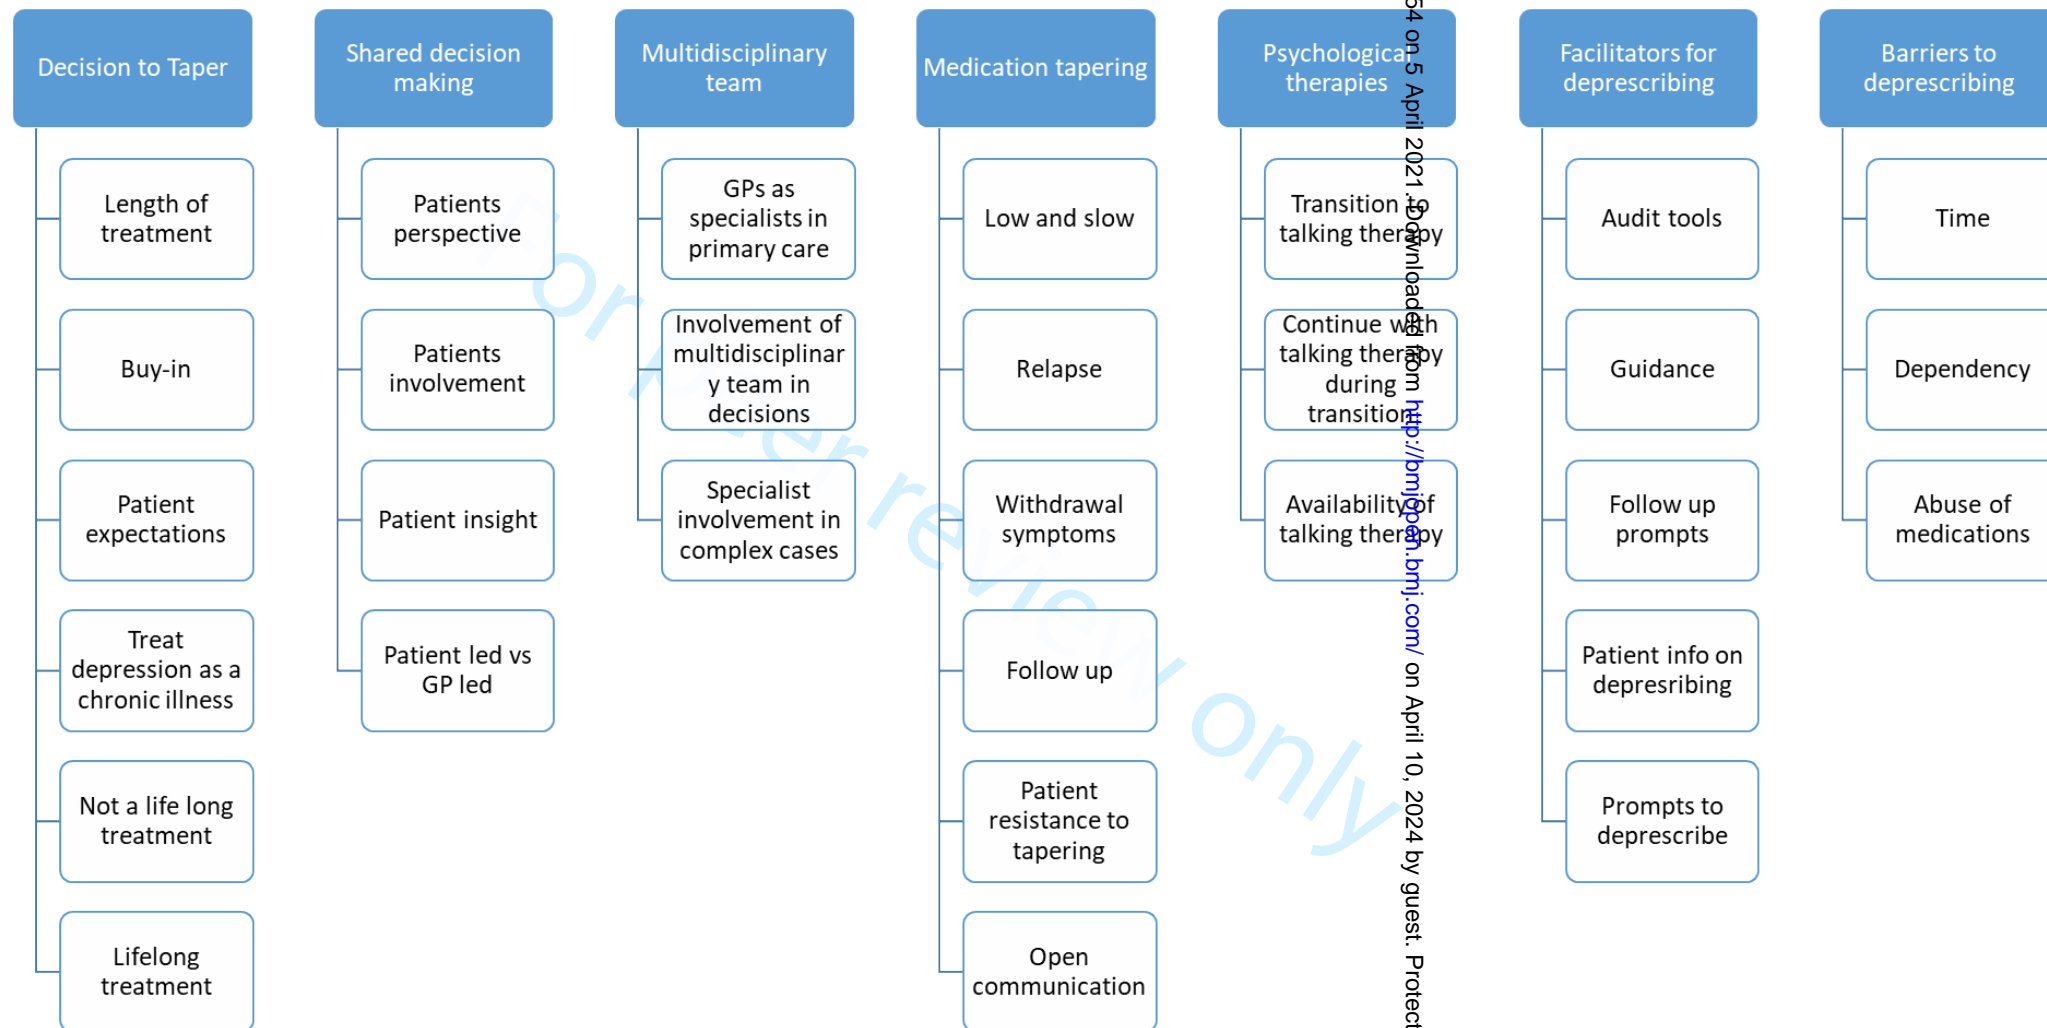 Decision to Taper
Length of
treatment
Buy-in
Patient
expectations
Treat
depression as a
chronic illness
Not a life long
treatment
Lifelong
treatment
Shared decision
making
Patients
perspective
Patients
involvement
Patient insight
Patient led vs
GP led
Multidisciplinary
team
GPs as
specialists in
primary care
Involvement of
multidisciplinar
y team in
decisions
Specialist
involvement in
complex cases
Medication tapering
Low and slow
Relapse
Withdrawal
symptoms
Follow up
Patient
resistance to
tapering
Open
communication
Psychological
therapies
Transition to
talking therapy
Continue with
talking therapy
during
transition
Availability of
talking therapy
Facilitators for
deprescribing
Audit tools
Guidance
Follow up
prompts
Patient info on
depresribing
Prompts to
deprescribe
Barriers to
deprescribing
Time
Dependency
Abuse of
medications
For peer review only
54 on 5 April 2021. Downloaded from http://bmjopen.bmj.com/ on April 10, 2024 by guest. Protect